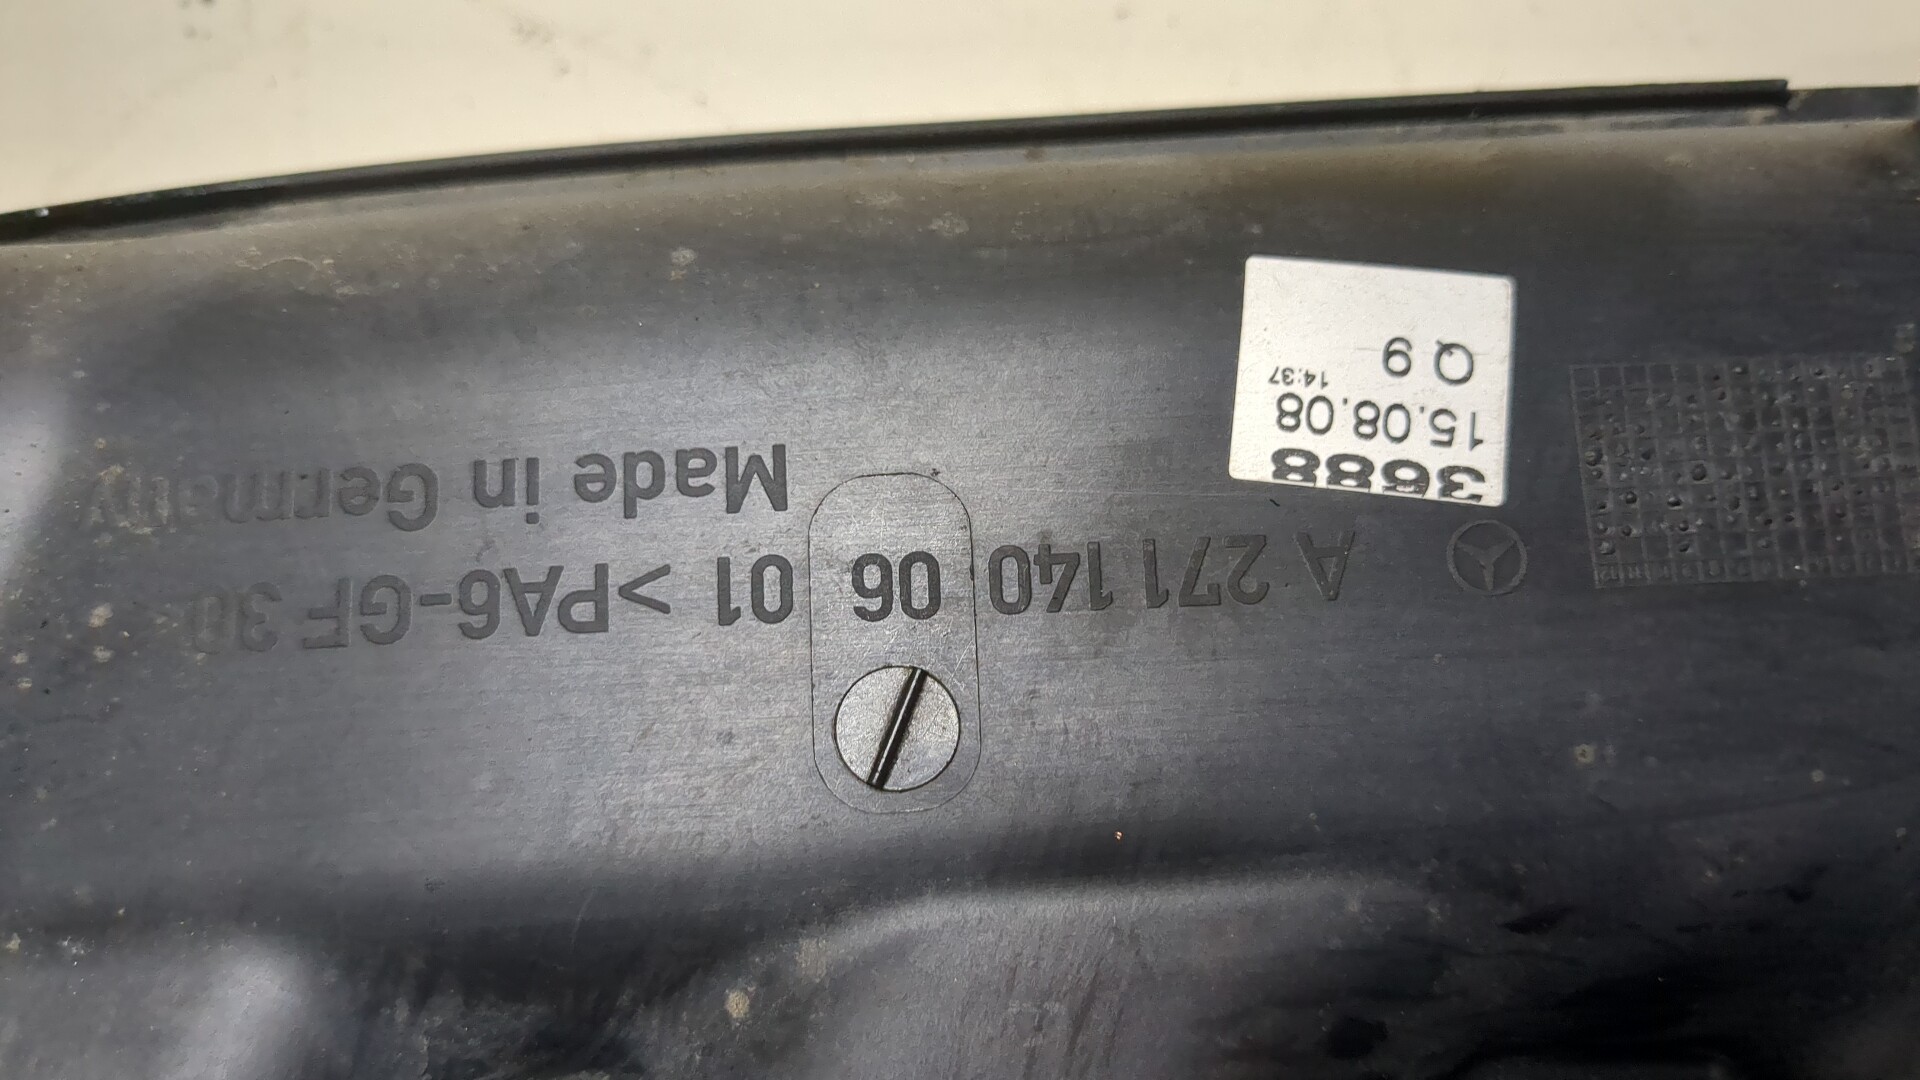 A 271 140 06 01 >PA6-GF 30
Made in Germany
3688
15.08.08
14:37
Q 9